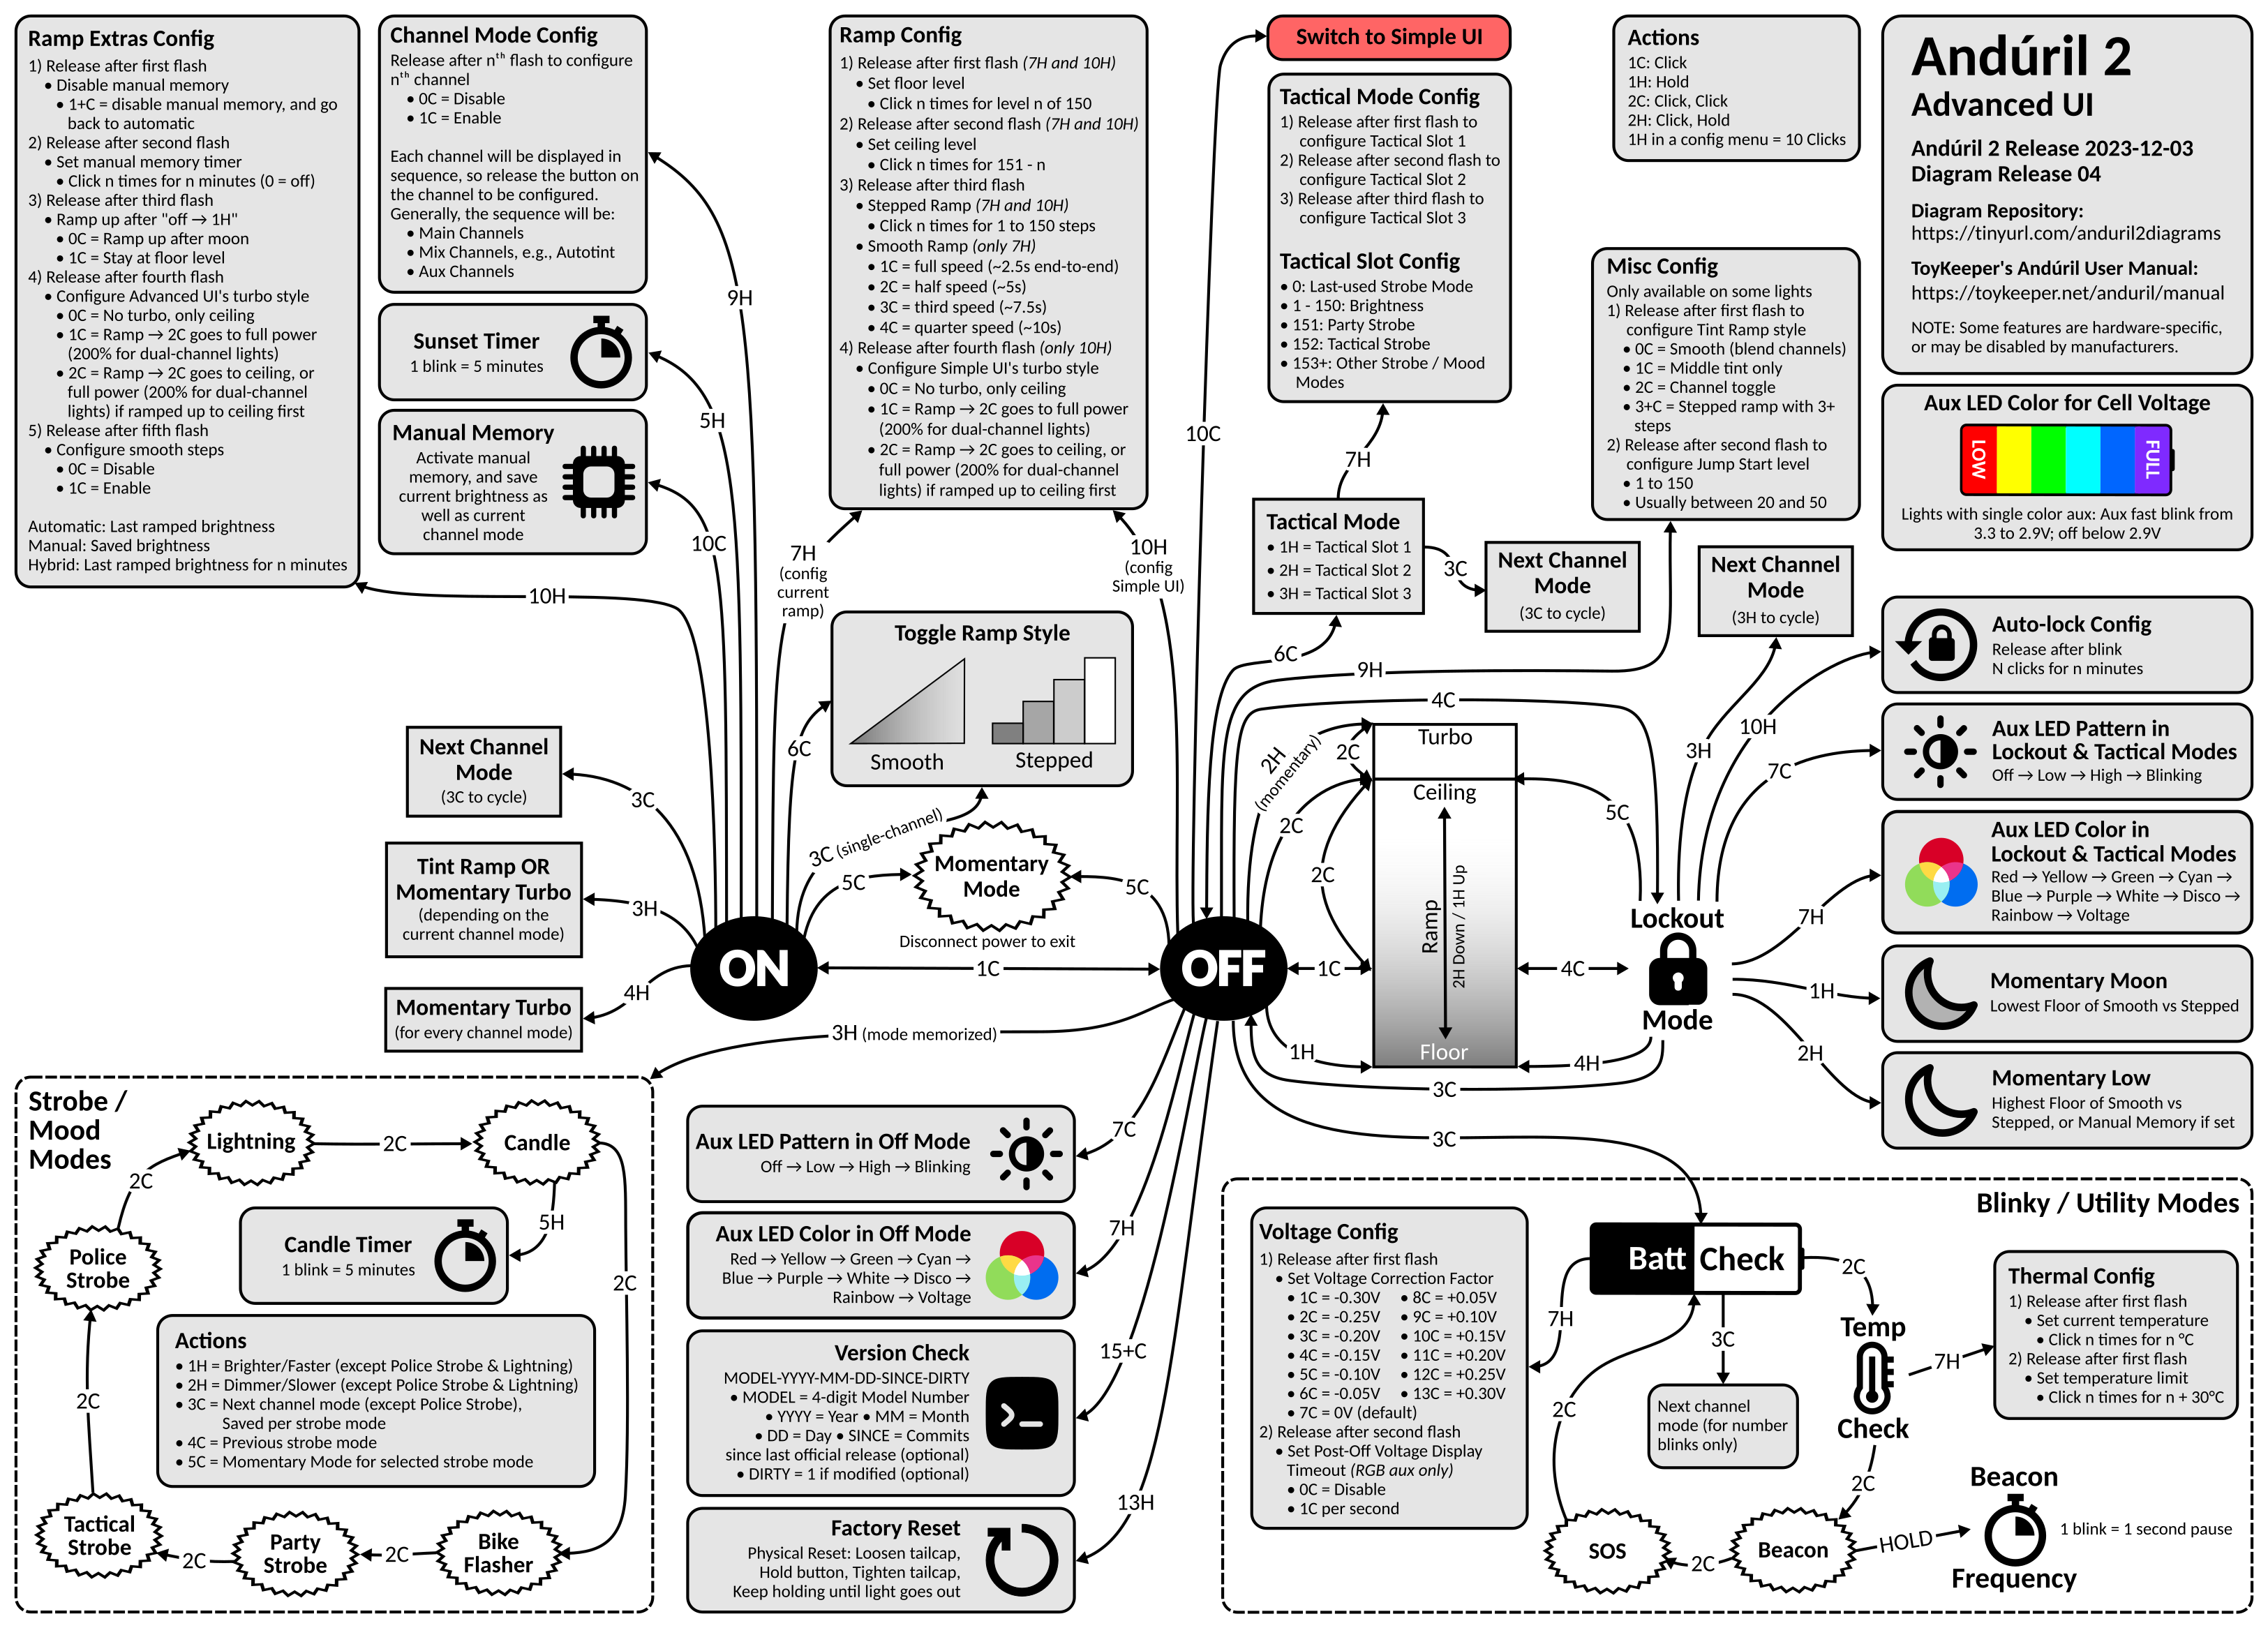 Ramp Extras Config
1) Release after first flash
• Disable manual memory
• 1+C = disable manual memory, and go
back to automatic
2) Release after second flash
• Set manual memory timer
• Click n times for n minutes (0 = off)
3) Release after third flash
• Ramp up after "off → 1H"
• 0C = Ramp up after moon
• 1C = Stay at floor level
4) Release after fourth flash
• Configure Advanced UI's turbo style
• 0C = No turbo, only ceiling
• 1C = Ramp → 2C goes to full power
(200% for dual-channel lights)
• 2C = Ramp → 2C goes to ceiling, or
full power (200% for dual-channel
lights) if ramped up to ceiling first
5) Release after fifth flash
• Configure smooth steps
• 0C = Disable
• 1C = Enable
Automatic: Last ramped brightness
Manual: Saved brightness
Hybrid: Last ramped brightness for n minutes
Channel Mode Config
Release after nᵗʰ flash to configure
nᵗʰ channel
• 0C = Disable
• 1C = Enable
Each channel will be displayed in
sequence, so release the button on
the channel to be configured.
Generally, the sequence will be:
• Main Channels
• Mix Channels, e.g., Autotint
• Aux Channels
Sunset Timer
1 blink = 5 minutes
Manual Memory
Activate manual
memory, and save
current brightness as
well as current
channel mode
9H
5H
10C
10H
Ramp Config
1) Release after first flash (7H and 10H)
• Set floor level
• Click n times for level n of 150
2) Release after second flash (7H and 10H)
• Set ceiling level
• Click n times for 151 - n
3) Release after third flash
• Stepped Ramp (7H and 10H)
• Click n times for 1 to 150 steps
• Smooth Ramp (only 7H)
• 1C = full speed (~2.5s end-to-end)
• 2C = half speed (~5s)
• 3C = third speed (~7.5s)
• 4C = quarter speed (~10s)
4) Release after fourth flash (only 10H)
• Configure Simple UI's turbo style
• 0C = No turbo, only ceiling
• 1C = Ramp → 2C goes to full power
(200% for dual-channel lights)
• 2C = Ramp → 2C goes to ceiling, or
full power (200% for dual-channel
lights) if ramped up to ceiling first
7H
(config
current
ramp)
10H
(config
Simple UI)
10C
Switch to Simple UI
Tactical Mode Config
1) Release after first flash to
configure Tactical Slot 1
2) Release after second flash to
configure Tactical Slot 2
3) Release after third flash to
configure Tactical Slot 3
Tactical Slot Config
• 0: Last-used Strobe Mode
• 1 - 150: Brightness
• 151: Party Strobe
• 152: Tactical Strobe
• 153+: Other Strobe / Mood
Modes
7H
Tactical Mode
• 1H = Tactical Slot 1
• 2H = Tactical Slot 2
• 3H = Tactical Slot 3
3C
Next Channel
Mode
(3C to cycle)
Actions
1C: Click
1H: Hold
2C: Click, Click
2H: Click, Hold
1H in a config menu = 10 Clicks
Misc Config
Only available on some lights
1) Release after first flash to
configure Tint Ramp style
• 0C = Smooth (blend channels)
• 1C = Middle tint only
• 2C = Channel toggle
• 3+C = Stepped ramp with 3+
steps
2) Release after second flash to
configure Jump Start level
• 1 to 150
• Usually between 20 and 50
Next Channel
Mode
(3H to cycle)
Andúril 2
Advanced UI
Andúril 2 Release 2023-12-03
Diagram Release 04
Diagram Repository:
https://tinyurl.com/anduril2diagrams
ToyKeeper's Andúril User Manual:
https://toykeeper.net/anduril/manual
NOTE: Some features are hardware-specific,
or may be disabled by manufacturers.
Aux LED Color for Cell Voltage
LOW
FULL
Lights with single color aux: Aux fast blink from
3.3 to 2.9V; off below 2.9V
Auto-lock Config
Release after blink
N clicks for n minutes
Aux LED Pattern in
Lockout & Tactical Modes
Off → Low → High → Blinking
Aux LED Color in
Lockout & Tactical Modes
Red → Yellow → Green → Cyan →
Blue → Purple → White → Disco →
Rainbow → Voltage
Momentary Moon
Lowest Floor of Smooth vs Stepped
Momentary Low
Highest Floor of Smooth vs
Stepped, or Manual Memory if set
3H
10H
7C
7H
1H
2H
Lockout
Mode
6C
9H
4C
2H
(momentary)
2C
2C
2C
5C
Turbo
Ceiling
Ramp
2H Down / 1H Up
Floor
1C
4C
1H
4H
3C
3C
Toggle Ramp Style
Smooth
Stepped
6C
3C (single-channel)
5C
Momentary
Mode
Disconnect power to exit
5C
ON
1C
OFF
Next Channel
Mode
(3C to cycle)
3C
Tint Ramp OR
Momentary Turbo
(depending on the
current channel mode)
3H
Momentary Turbo
(for every channel mode)
4H
3H (mode memorized)
Strobe /
Mood
Modes
Lightning
2C
Candle
2C
5H
2C
Police
Strobe
Candle Timer
1 blink = 5 minutes
Actions
• 1H = Brighter/Faster (except Police Strobe & Lightning)
• 2H = Dimmer/Slower (except Police Strobe & Lightning)
• 3C = Next channel mode (except Police Strobe),
Saved per strobe mode
• 4C = Previous strobe mode
• 5C = Momentary Mode for selected strobe mode
2C
Tactical
Strobe
2C
Party
Strobe
2C
Bike
Flasher
Aux LED Pattern in Off Mode
Off → Low → High → Blinking
7C
Aux LED Color in Off Mode
Red → Yellow → Green → Cyan →
Blue → Purple → White → Disco →
Rainbow → Voltage
7H
Version Check
MODEL-YYYY-MM-DD-SINCE-DIRTY
• MODEL = 4-digit Model Number
• YYYY = Year • MM = Month
• DD = Day • SINCE = Commits
since last official release (optional)
• DIRTY = 1 if modified (optional)
15+C
Factory Reset
Physical Reset: Loosen tailcap,
Hold button, Tighten tailcap,
Keep holding until light goes out
13H
Blinky / Utility Modes
Voltage Config
1) Release after first flash
• Set Voltage Correction Factor
• 1C = -0.30V • 8C = +0.05V
• 2C = -0.25V • 9C = +0.10V
• 3C = -0.20V • 10C = +0.15V
• 4C = -0.15V • 11C = +0.20V
• 5C = -0.10V • 12C = +0.25V
• 6C = -0.05V • 13C = +0.30V
• 7C = 0V (default)
2) Release after second flash
• Set Post-Off Voltage Display
Timeout (RGB aux only)
• 0C = Disable
• 1C per second
7H
Batt Check
2C
3C
Next channel
mode (for number
blinks only)
Temp
Check
7H
Thermal Config
1) Release after first flash
• Set current temperature
• Click n times for n °C
2) Release after first flash
• Set temperature limit
• Click n times for n + 30°C
2C
2C
SOS
2C
Beacon
HOLD
Beacon
Frequency
1 blink = 1 second pause